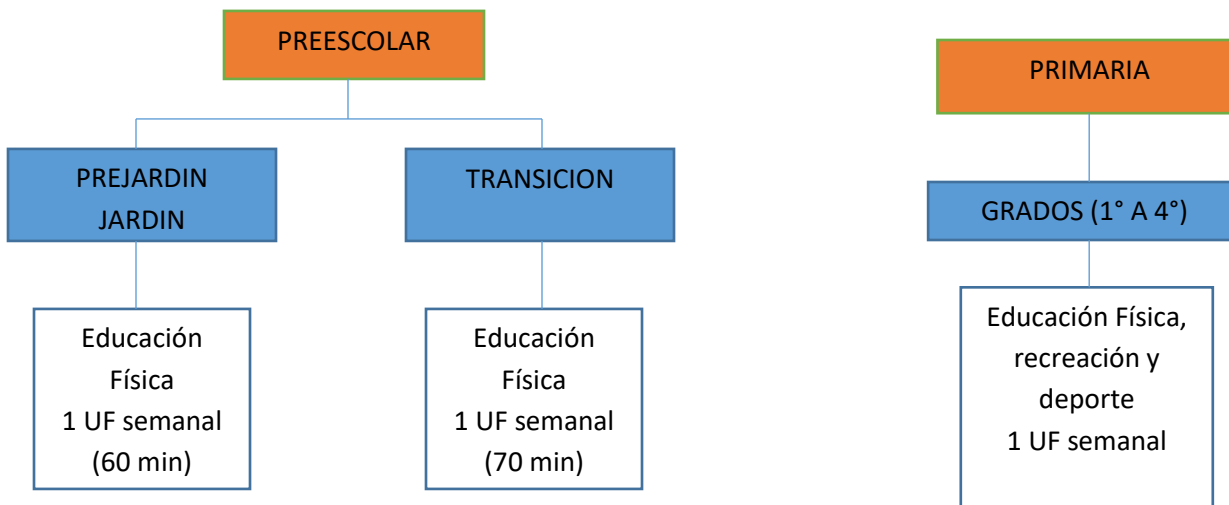 PREESCOLAR
PREJARDIN
JARDIN
Educación
Física
1 UF semanal
(60 min)
TRANSICION
Educación
Física
1 UF semanal
(70 min)
PRIMARIA
GRADOS (1° A 4°)
Educación Física,
recreación y
deporte
1 UF semanal